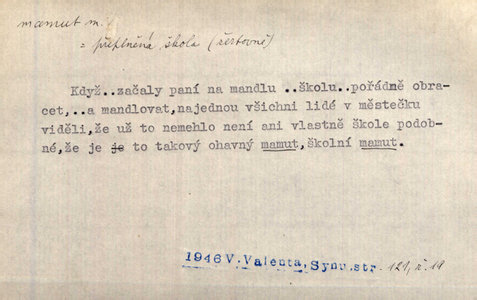 mamut m.
= přeplněná škola (žertovně)
Když..začaly paní na mandlu ..školu..pořádně obra-
cet,..a mandlovat,najednou všichni lidé v městečku
viděli,že už to nemehlo není ani vlastně škole podob-
né,že je je to takový ohavný mamut,školní mamut.
1946 V. Valenta, Synu.str. 121, ř. 19